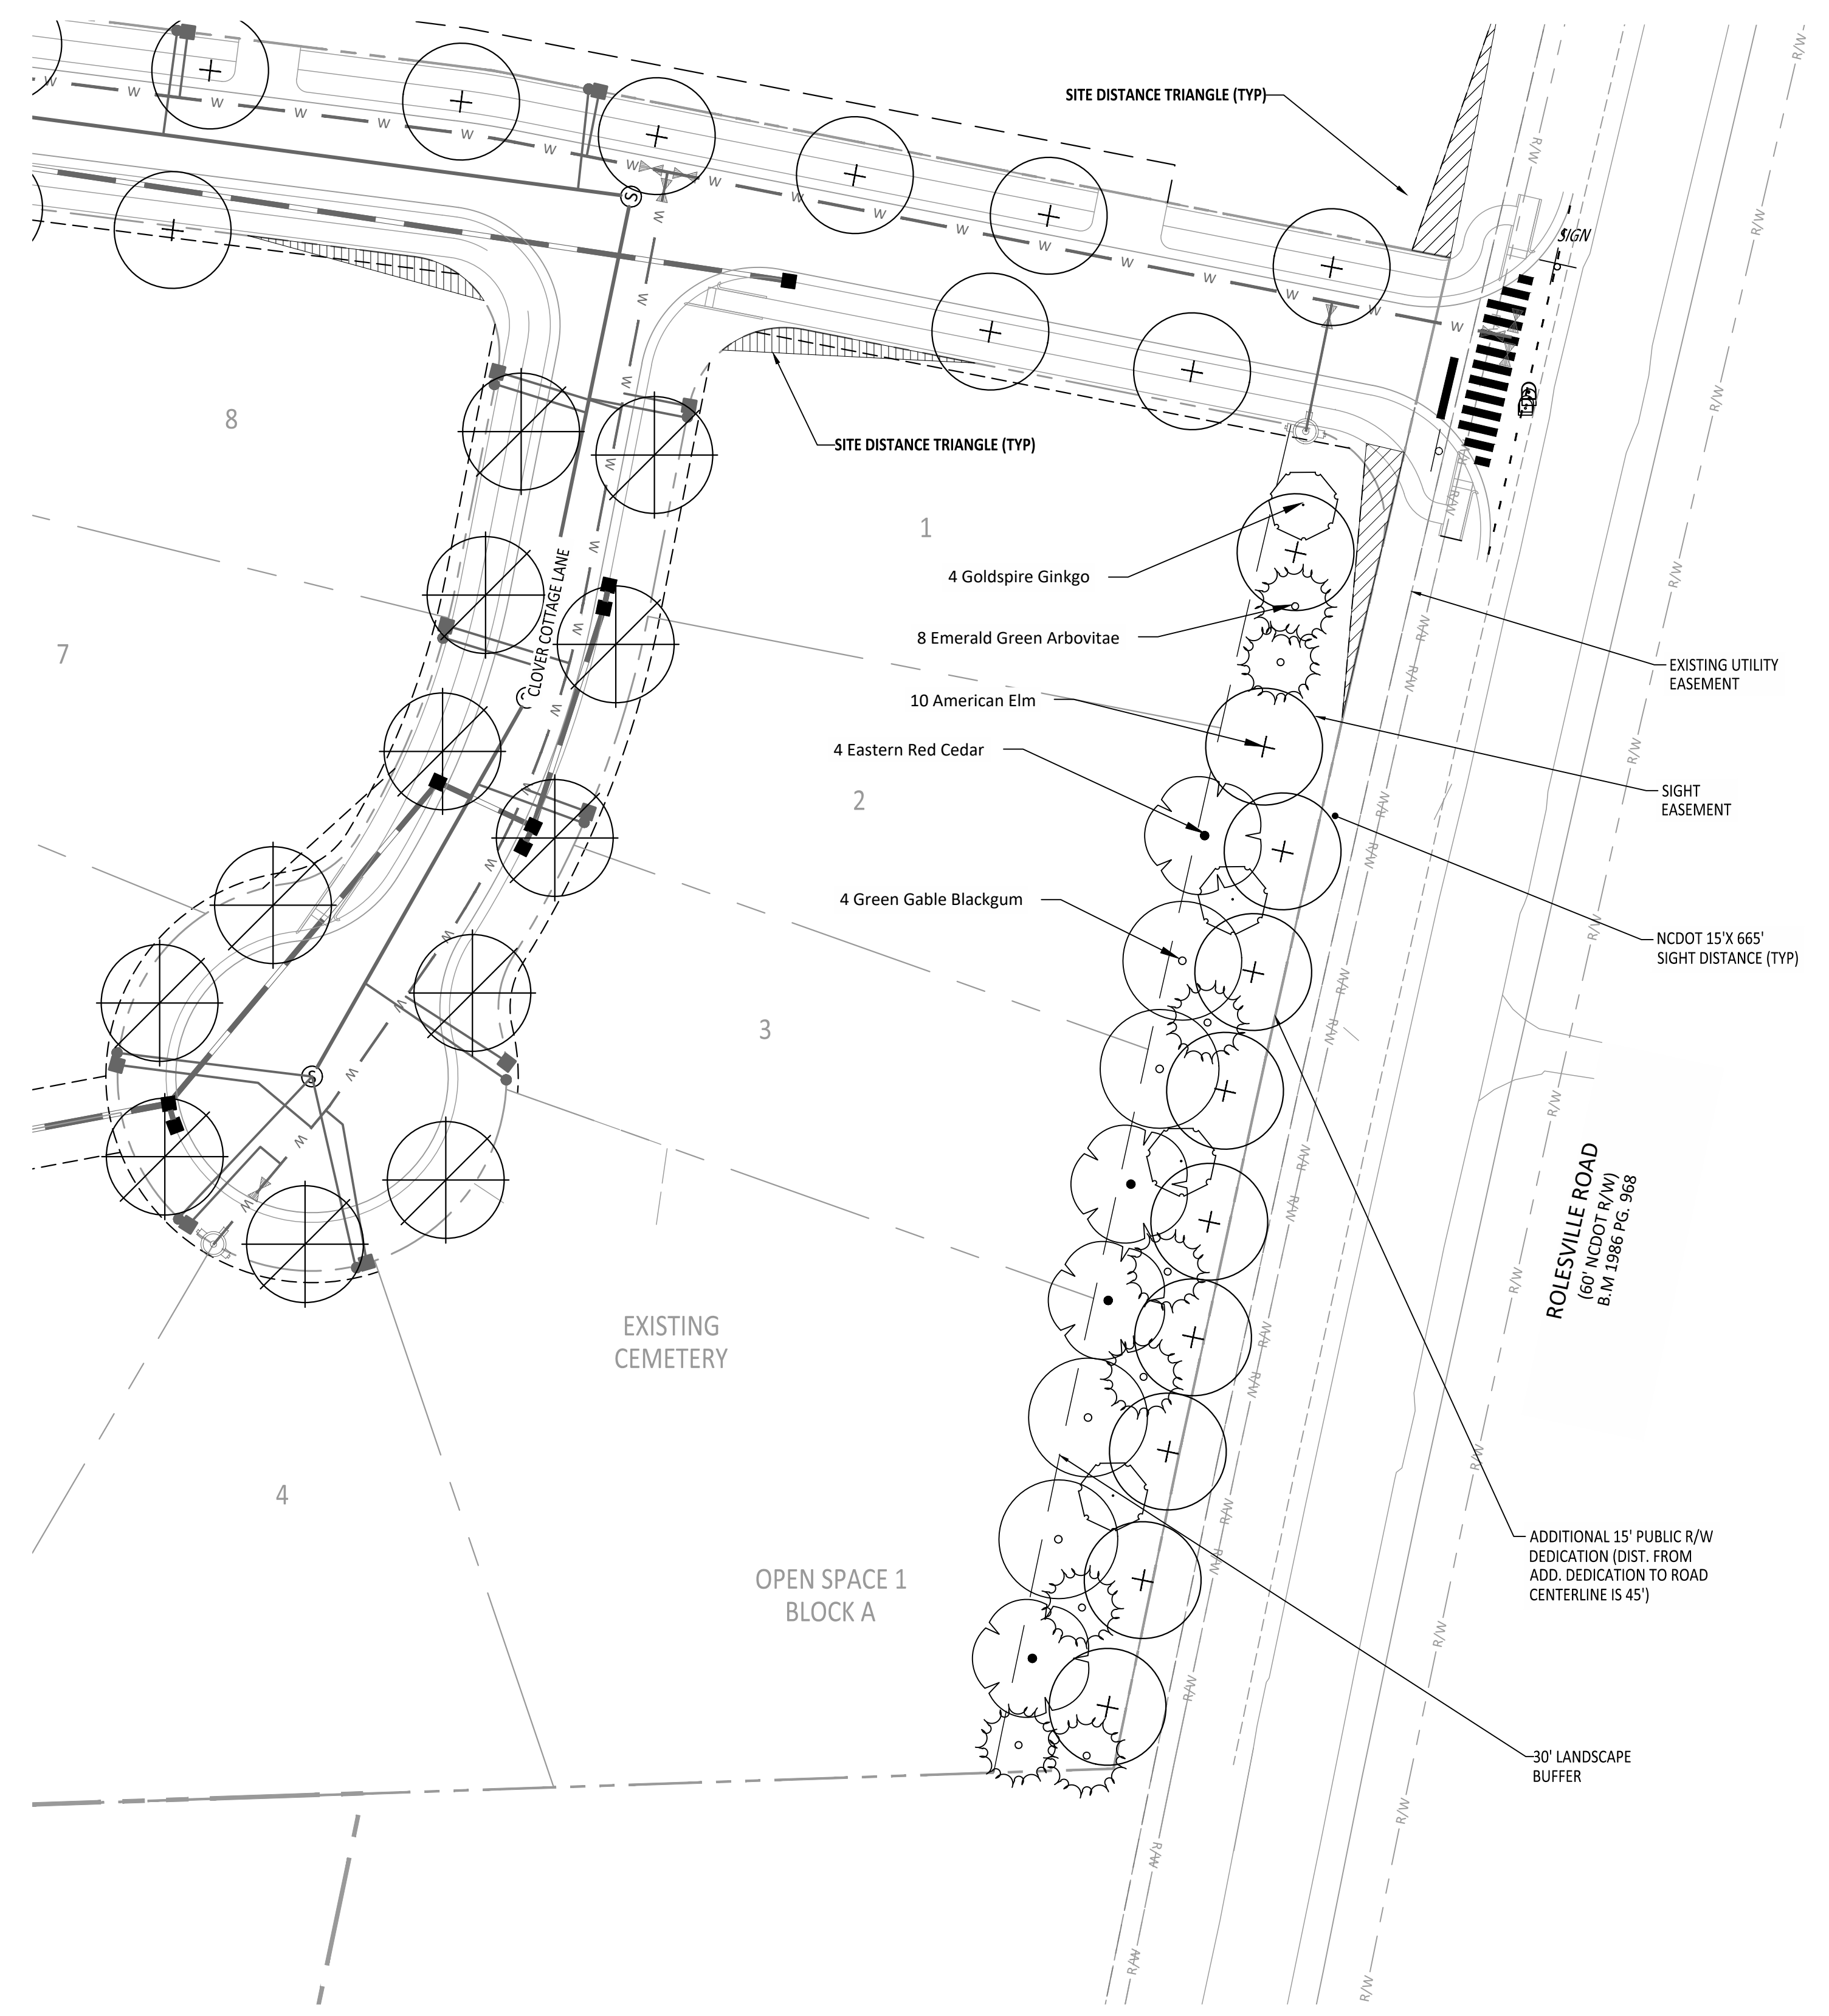 SITE DISTANCE TRIANGLE (TYP)
SIGN
8
SITE DISTANCE TRIANGLE (TYP)
1
4 Goldspire Ginkgo
8 Emerald Green Arbovitae
CLOVER COTTAGE LANE
7
EXISTING UTILITY
EASEMENT
10 American Elm
4 Eastern Red Cedar
2
SIGHT
EASEMENT
4 Green Gable Blackgum
NCDOT 15'X 665'
SIGHT DISTANCE (TYP)
3
ROLESVILLE ROAD
(60' NCDOT R/W)
B.M 1986 PG. 968
EXISTING
CEMETERY
4
OPEN SPACE 1
BLOCK A
ADDITIONAL 15' PUBLIC R/W
DEDICATION (DIST. FROM
ADD. DEDICATION TO ROAD
CENTERLINE IS 45')
30' LANDSCAPE
BUFFER
W
S
R/W